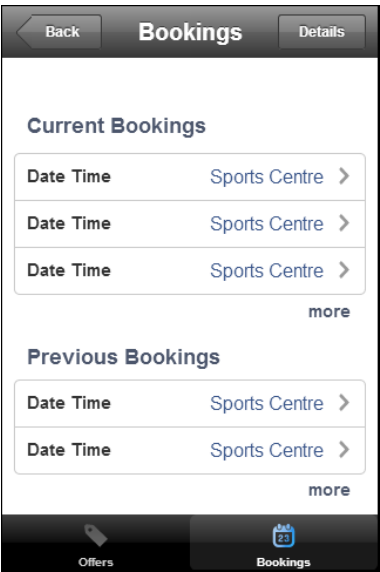 Back Bookings Details
Current Bookings
Date Time Sports Centre
Date Time Sports Centre
Date Time Sports Centre
more
Previous Bookings
Date Time Sports Centre
Date Time Sports Centre
more
23
Offers Bookings